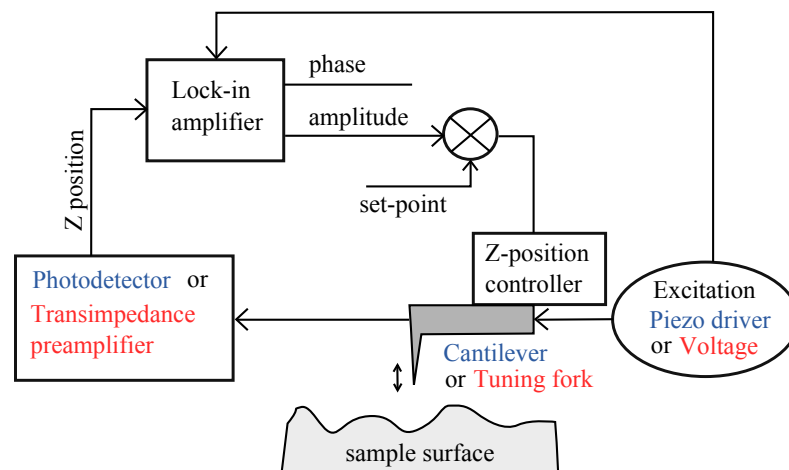 phase
Lock-in
amplifier
amplitude
Z position
set-point
Z-position
controller
Photodetector or
Transimpedance
preamplifier
Excitation
Piezo driver
or Voltage
Cantilever
or Tuning fork
sample surface